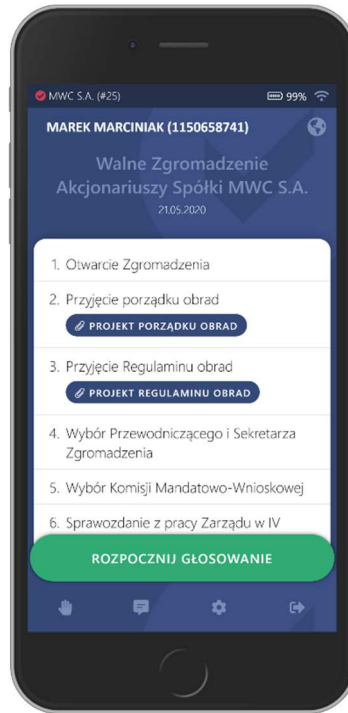 MWC S.A. (#25) 99%
MAREK MARCINIAK (1150658741)
Walne Zgromadzenie
Akcjonariuszy Spółki MWC S.A.
21.05.2020
1. Otwarcie Zgromadzenia
2. Przyjęcie porządku obrad
PROJEKT PORZĄDKU OBRAD
3. Przyjęcie Regulaminu obrad
PROJEKT REGULAMINU OBRAD
4. Wybór Przewodniczącego i Sekretarza
Zgromadzenia
5. Wybór Komisji Mandatowo-Wnioskowej
6. Sprawozdanie z pracy Zarządu w IV
ROZPOCZNIJ GŁOSOWANIE